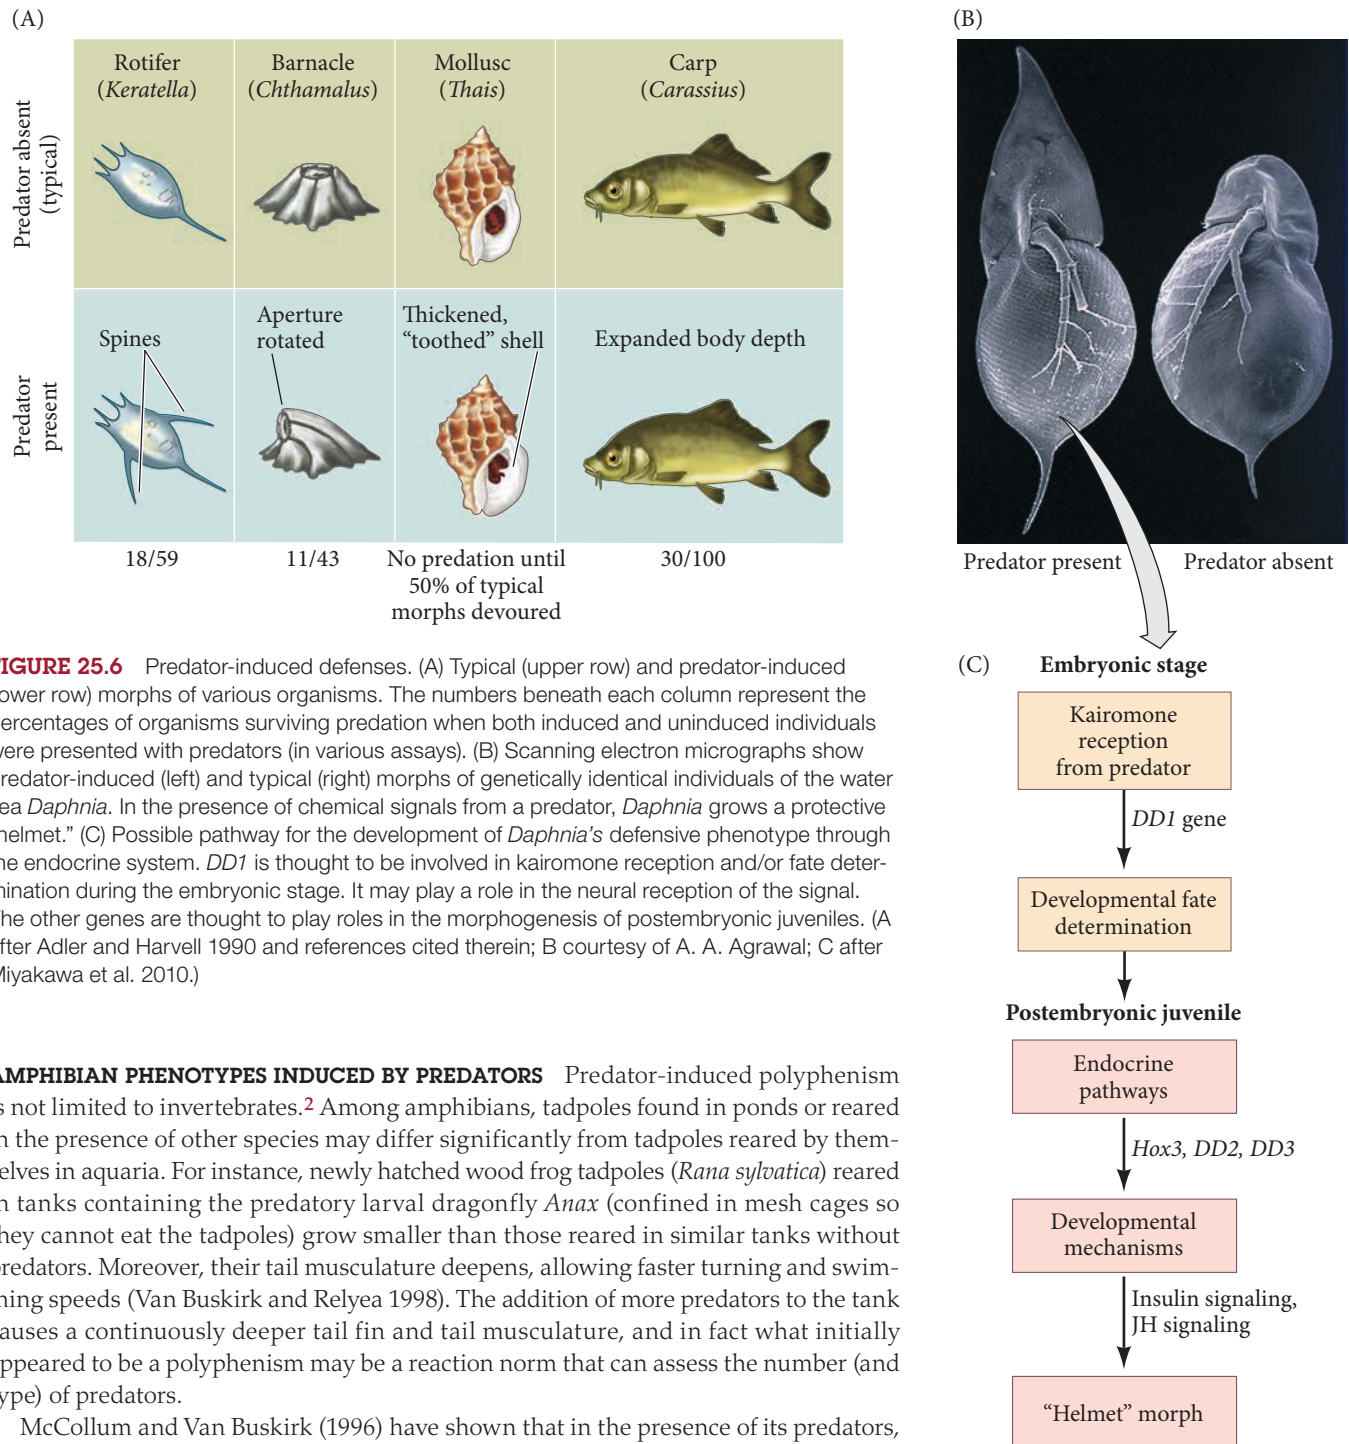 (A)
Rotifer
(Keratella)
Barnacle
(Chthamalus)
Mollusc
(Thais)
Carp
(Carassius)
Predator absent
(typical)
Spines
Aperture
rotated
Thickened,
“toothed” shell
Expanded body depth
Predator
present
18/59
11/43
No predation until
50% of typical
morphs devoured
30/100
(B)
Predator present
Predator absent
FIGURE 25.6 Predator-induced defenses. (A) Typical (upper row) and predator-induced
lower row) morphs of various organisms. The numbers beneath each column represent the
percentages of organisms surviving predation when both induced and uninduced individuals
were presented with predators (in various assays). (B) Scanning electron micrographs show
predator-induced (left) and typical (right) morphs of genetically identical individuals of the water
ea Daphnia. In the presence of chemical signals from a predator, Daphnia grows a protective
helmet.” (C) Possible pathway for the development of Daphnia’s defensive phenotype through
he endocrine system. DD1 is thought to be involved in kairomone reception and/or fate deter-
mination during the embryonic stage. It may play a role in the neural reception of the signal.
The other genes are thought to play roles in the morphogenesis of postembryonic juveniles. (A
after Adler and Harvell 1990 and references cited therein; B courtesy of A. A. Agrawal; C after
Miyakawa et al. 2010.)
(C)
Embryonic stage
Kairomone
reception
from predator
DD1 gene
Developmental fate
determination
Postembryonic juvenile
Endocrine
pathways
Hox3, DD2, DD3
Developmental
mechanisms
Insulin signaling,
JH signaling
“Helmet” morph
AMPHIBIAN PHENOTYPES INDUCED BY PREDATORS Predator-induced polyphenism
s not limited to invertebrates.2 Among amphibians, tadpoles found in ponds or reared
n the presence of other species may differ significantly from tadpoles reared by them-
elves in aquaria. For instance, newly hatched wood frog tadpoles (Rana sylvatica) reared
n tanks containing the predatory larval dragonfly Anax (confined in mesh cages so
hey cannot eat the tadpoles) grow smaller than those reared in similar tanks without
predators. Moreover, their tail musculature deepens, allowing faster turning and swim-
ming speeds (Van Buskirk and Relyea 1998). The addition of more predators to the tank
auses a continuously deeper tail fin and tail musculature, and in fact what initially
appeared to be a polyphenism may be a reaction norm that can assess the number (and
type) of predators.
McCollum and Van Buskirk (1996) have shown that in the presence of its predators,